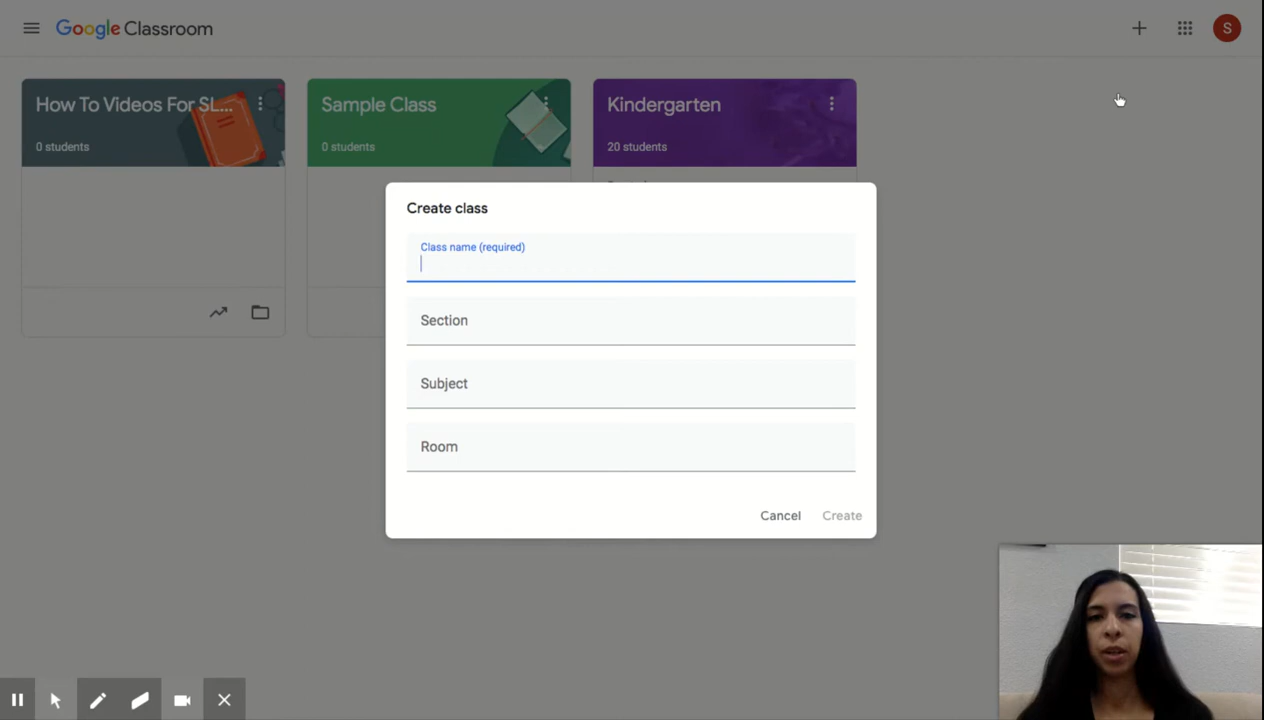 Google Classroom
S
How To Videos For SL...
0 students
Sample Class
0 students
Kindergarten
20 students
Create class
Class name (required)
Section
Subject
Room
Cancel
Create